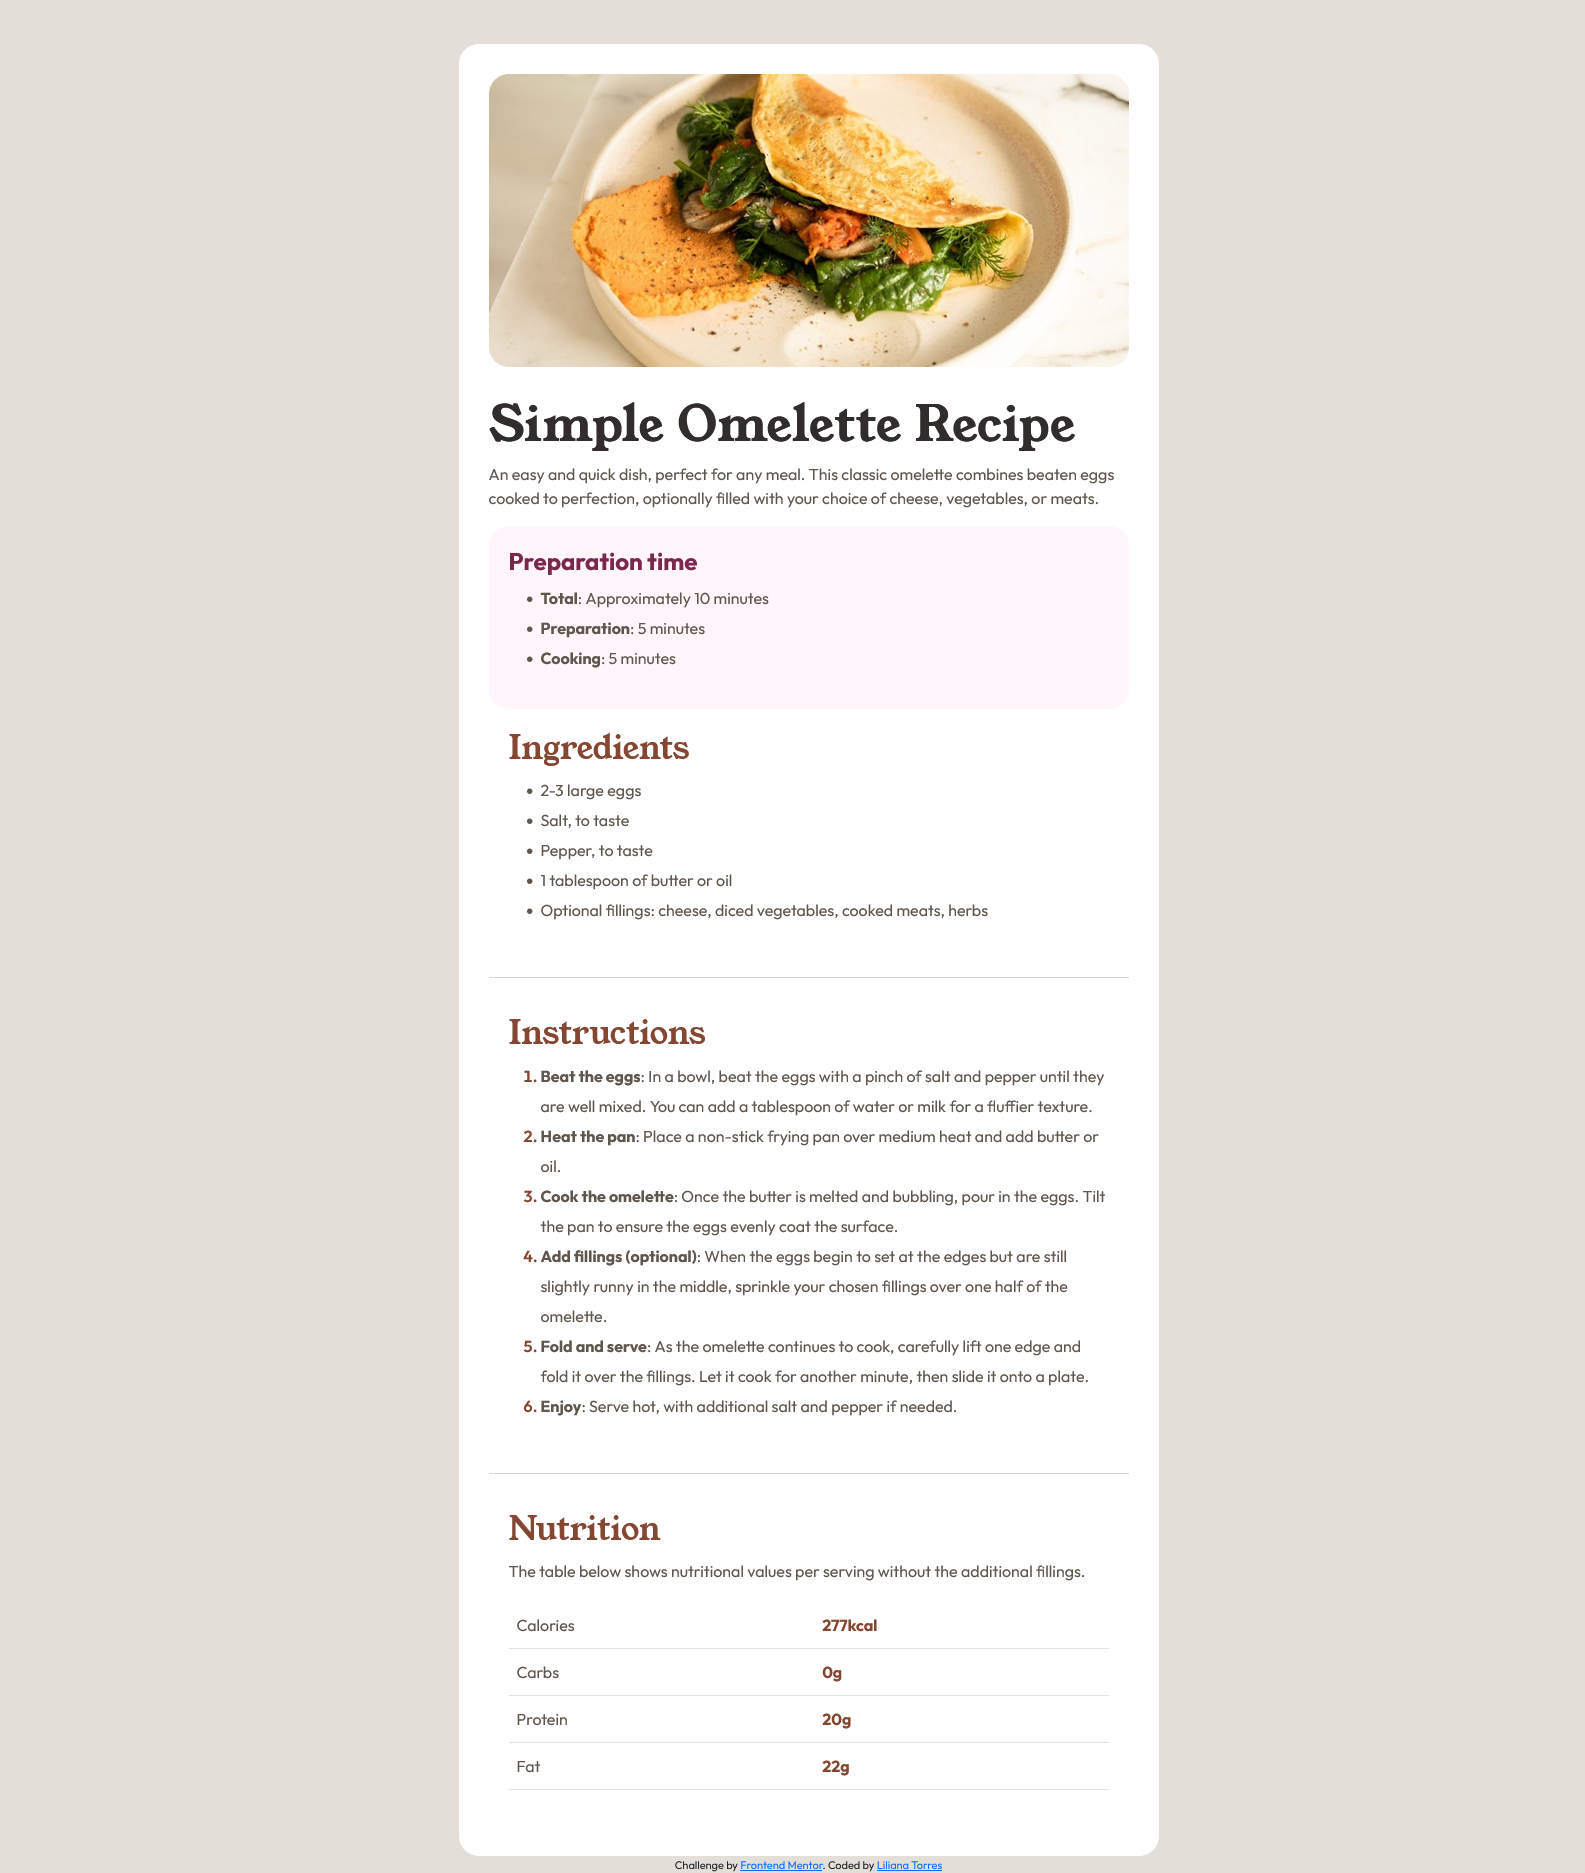 Simple Omelette Recipe
An easy and quick dish, perfect for any meal. This classic omelette combines beaten eggs
cooked to perfection, optionally filled with your choice of cheese, vegetables, or meats.
Preparation time
• Total: Approximately 10 minutes
• Preparation: 5 minutes
• Cooking: 5 minutes
Ingredients
• 2-3 large eggs
• Salt, to taste
• Pepper, to taste
• 1 tablespoon of butter or oil
• Optional fillings: cheese, diced vegetables, cooked meats, herbs
Instructions
1. Beat the eggs: In a bowl, beat the eggs with a pinch of salt and pepper until they
are well mixed. You can add a tablespoon of water or milk for a fluffier texture.
2. Heat the pan: Place a non-stick frying pan over medium heat and add butter or
oil.
3. Cook the omelette: Once the butter is melted and bubbling, pour in the eggs. Tilt
the pan to ensure the eggs evenly coat the surface.
4. Add fillings (optional): When the eggs begin to set at the edges but are still
slightly runny in the middle, sprinkle your chosen fillings over one half of the
omelette.
5. Fold and serve: As the omelette continues to cook, carefully lift one edge and
fold it over the fillings. Let it cook for another minute, then slide it onto a plate.
6. Enjoy: Serve hot, with additional salt and pepper if needed.
Nutrition
The table below shows nutritional values per serving without the additional fillings.
Calories 277kcal
Carbs 0g
Protein 20g
Fat 22g
Challenge by Frontend Mentor. Coded by Liliana Torres